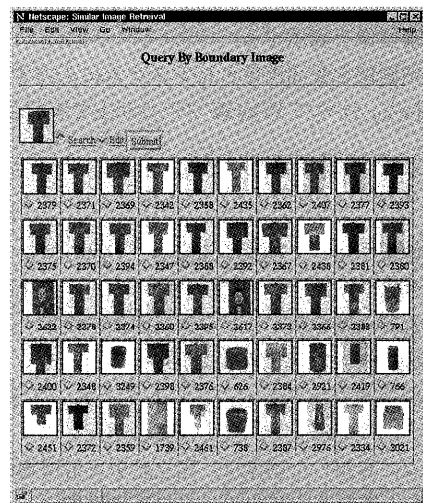 Netscape: Similar Image Retreival
File Edit View Go Window Help
Query By Boundary Image
Search Edit Submit
2379 2371 2369 2342 2358 2435 2362 2407 2377 2393
2375 2370 2394 2347 2368 2392 2367 2438 2381 2380
2378 2374 2360 2395 2617 2373 2366 2388 791
2400 2348 3249 2398 2376 626 2384 2921 2419 766
2451 2372 2359 1739 2461 738 2387 2976 2334 3021